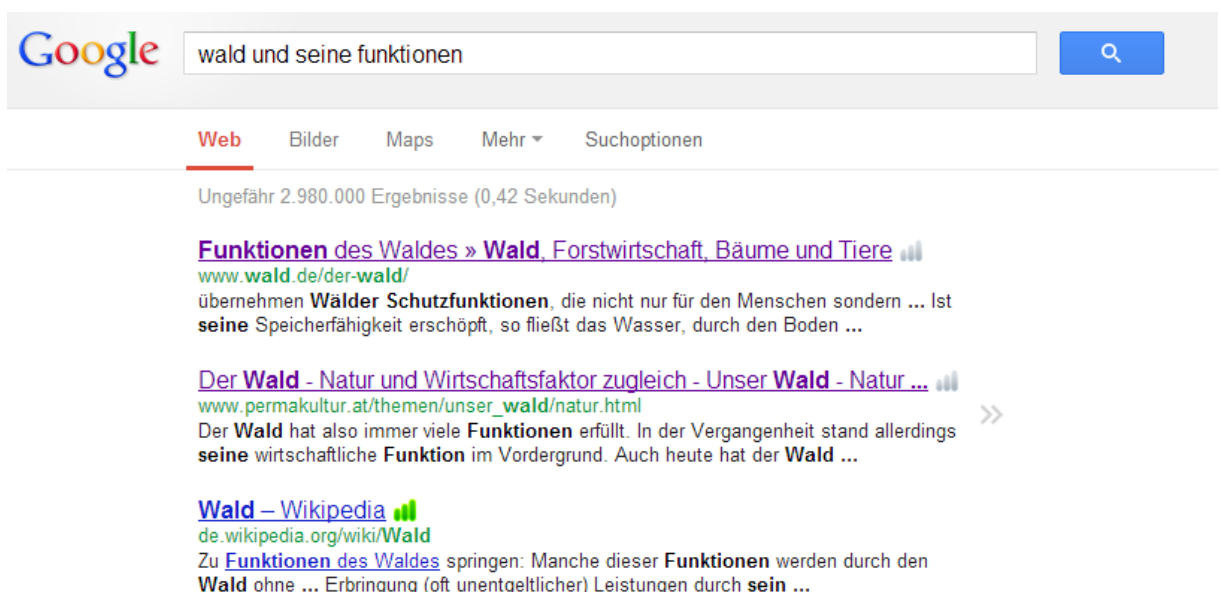 Google wald und seine funktionen
Web Bilder Maps Mehr Suchoptionen
Ungefähr 2.980.000 Ergebnisse (0,42 Sekunden)
Funktionen des Waldes » Wald, Forstwirtschaft, Bäume und Tiere
www.wald.de/der-wald/
übernehmen Wälder Schutzfunktionen, die nicht nur für den Menschen sondern ... Ist
seine Speicherfähigkeit erschöpft, so fließt das Wasser, durch den Boden ...
Der Wald - Natur und Wirtschaftsfaktor zugleich - Unser Wald - Natur ...
www.permakultur.at/themen/unser_wald/natur.html
Der Wald hat also immer viele Funktionen erfüllt. In der Vergangenheit stand allerdings
seine wirtschaftliche Funktion im Vordergrund. Auch heute hat der Wald ...
Wald – Wikipedia
de.wikipedia.org/wiki/Wald
Zu Funktionen des Waldes springen: Manche dieser Funktionen werden durch den
Wald ohne ... Erbringung (oft unentgeltlicher) Leistungen durch sein ...